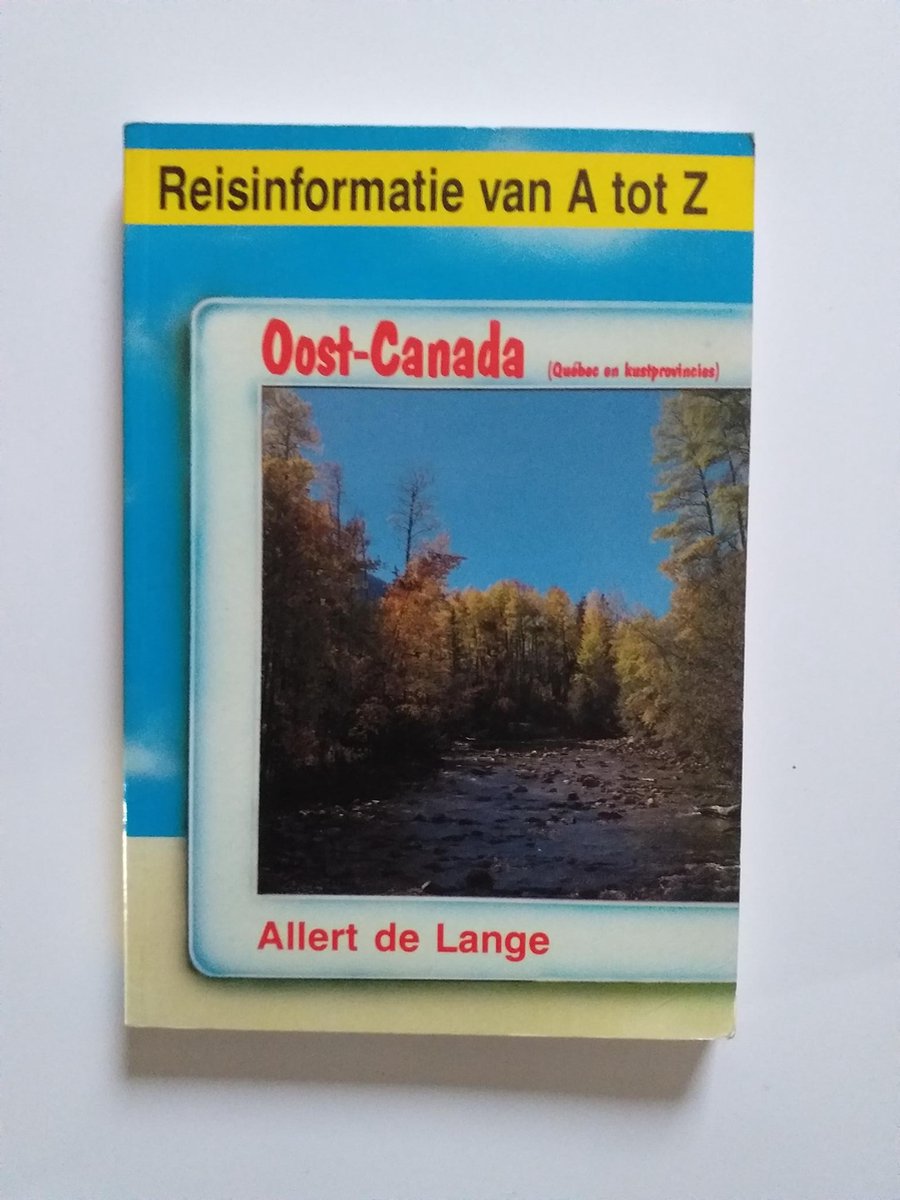 Reisinformatie van A tot Z
Oost-Canada (Québec en kustprovincies)
Allert de Lange